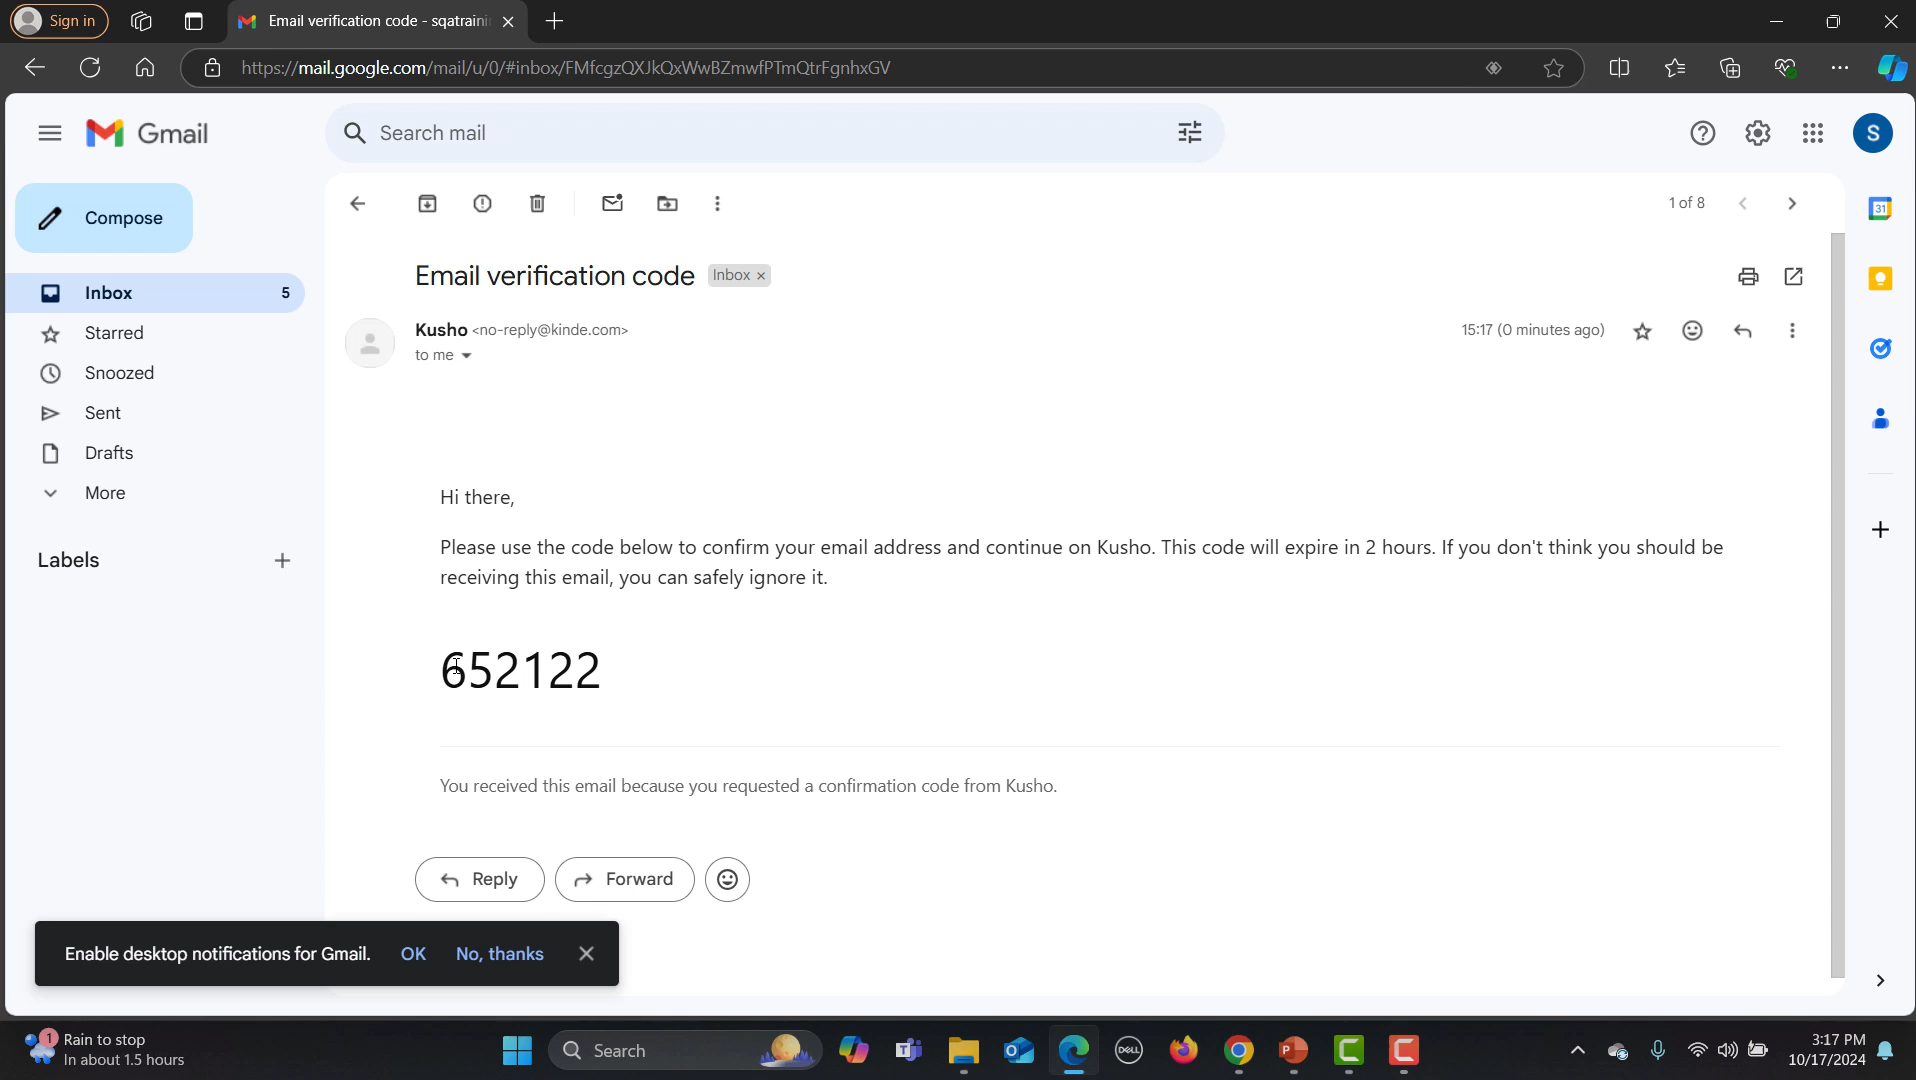 Sign in
Email verification code - sqatraini
https://mail.google.com/mail/u/0/#inbox/FMfcgzQXJkQxWwBZmwfPTmQtrFgnhxGV
Gmail
Search mail
S
Compose
1 of 8
31
Email verification code
Inbox ×
Inbox 5
Kusho <no-reply@kinde.com>
15:17 (0 minutes ago)
to me
Starred
Snoozed
Sent
Drafts
More
Labels
Hi there,
Please use the code below to confirm your email address and continue on Kusho. This code will expire in 2 hours. If you don't think you should be
receiving this email, you can safely ignore it.
652122
You received this email because you requested a confirmation code from Kusho.
Reply
Forward
Enable desktop notifications for Gmail. OK No, thanks
1
Rain to stop
In about 1.5 hours
Search
DELL
3:17 PM
10/17/2024